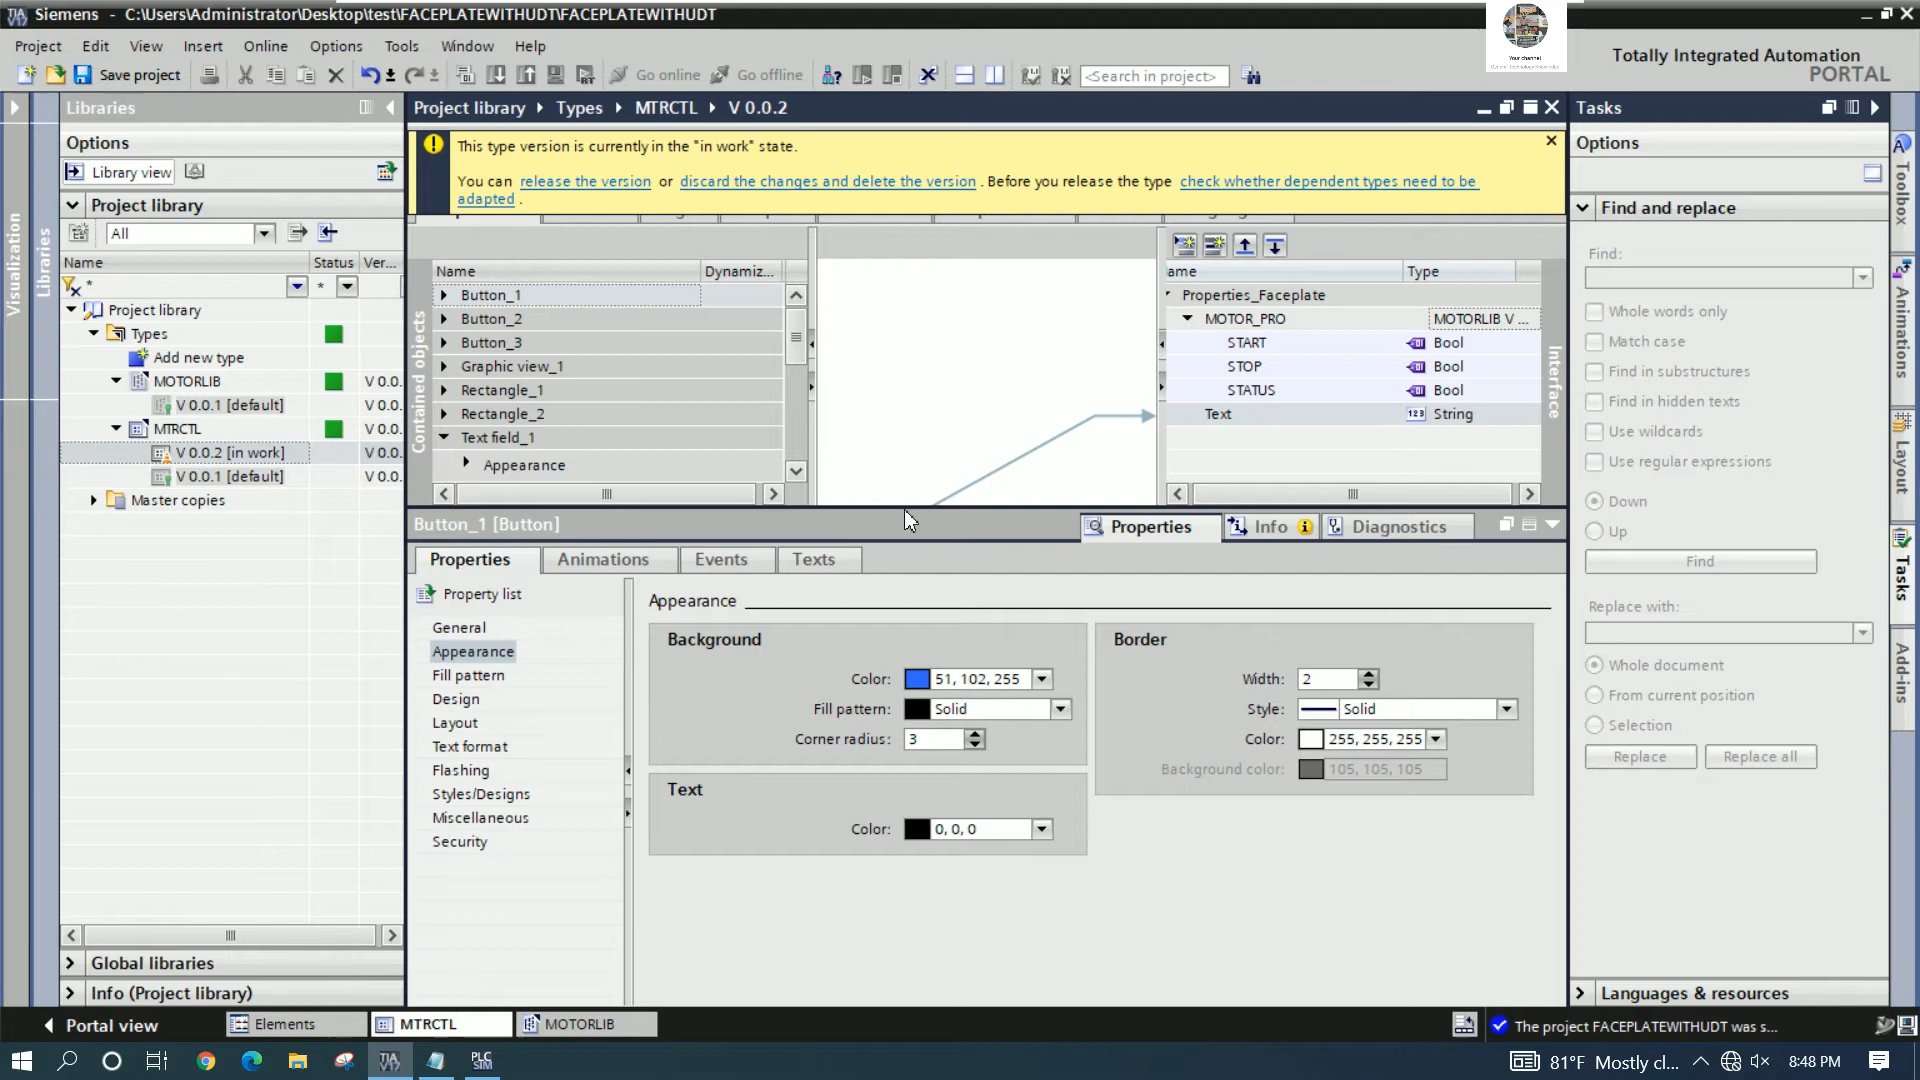 Siemens - C:\Users\Administrator\Desktop\test\FACEPLATEWITHUDT\FACEPLATEWITHUDT
Project Edit View Insert Online Options Tools Window Help
Your channel
Totally Integrated Automation
PORTAL
Save project
Go online
Go offline
<Search in project>
Libraries
Project library Types MTRCTL V 0.0.2
Tasks
Options
Library view
Project library
All
Name Status Ver...
* *
Project library
Types
Add new type
MOTORLIB V 0.0.
V 0.0.1 [default] V 0.0.
MTRCTL V 0.0.
V 0.0.2 [in work] V 0.0.
V 0.0.1 [default] V 0.0.
Master copies
Global libraries
Info (Project library)
Visualization
Libraries
This type version is currently in the "in work" state.
You can release the version or discard the changes and delete the version . Before you release the type check whether dependent types need to be
adapted .
Contained objects
Name Dynamiz...
Button_1
Button_2
Button_3
Graphic view_1
Rectangle_1
Rectangle_2
Text field_1
Appearance
ame Type
Properties_Faceplate
MOTOR_PRO MOTORLIB V ...
START Bool
STOP Bool
STATUS Bool
Text String
Interface
Button_1 [Button]
Properties Info Diagnostics
Properties Animations Events Texts
Property list
General
Appearance
Fill pattern
Design
Layout
Text format
Flashing
Styles/Designs
Miscellaneous
Security
Appearance
Background
Color: 51, 102, 255
Fill pattern: Solid
Corner radius: 3
Text
Color: 0, 0, 0
Border
Width: 2
Style: Solid
Color: 255, 255, 255
Background color: 105, 105, 105
Options
Find and replace
Find:
Whole words only
Match case
Find in substructures
Find in hidden texts
Use wildcards
Use regular expressions
Down
Up
Find
Replace with:
Whole document
From current position
Selection
Replace Replace all
Languages & resources
Toolbox
Animations
Layout
Tasks
Add-ins
Portal view Elements MTRCTL MOTORLIB
The project FACEPLATEWITHUDT was s...
81°F Mostly cl... 8:48 PM